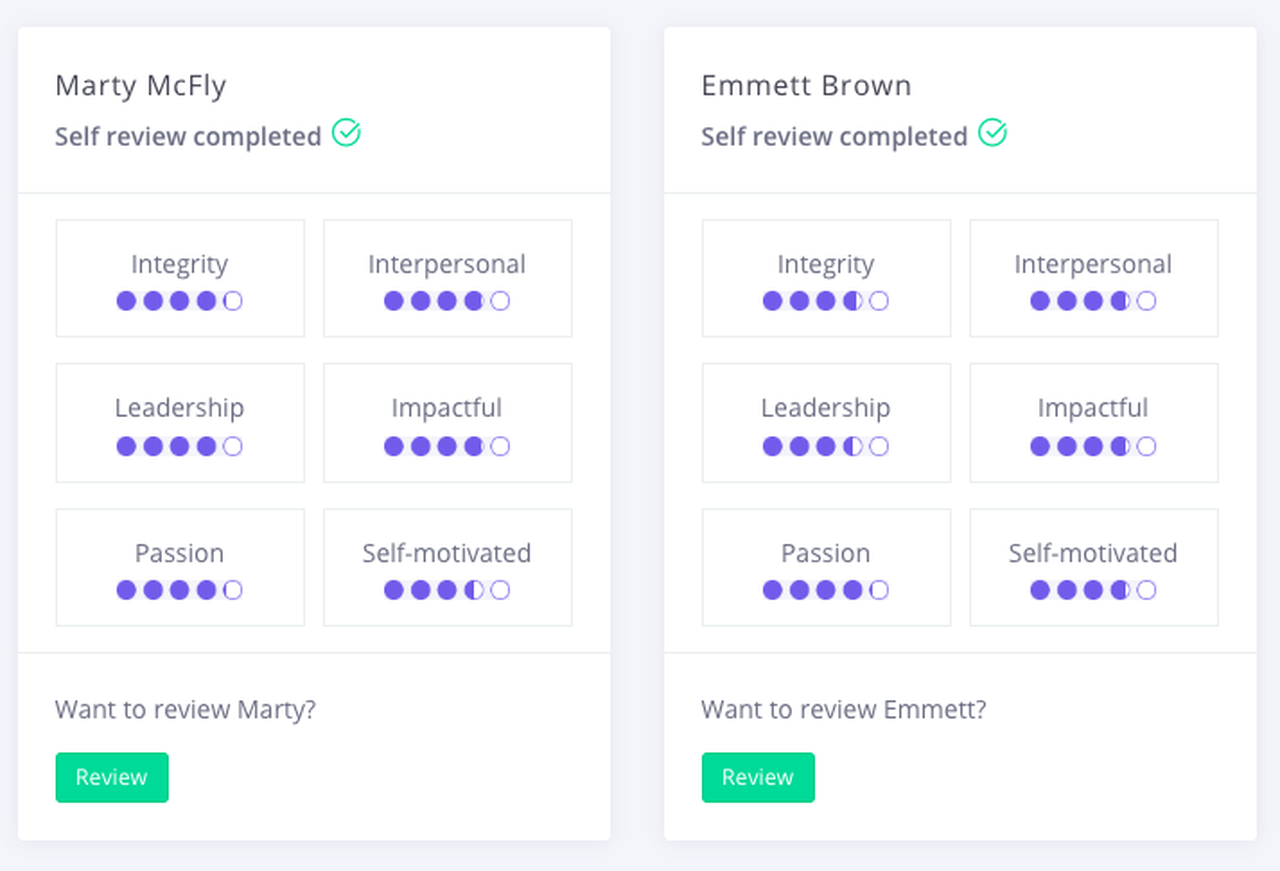 Marty McFly
Self review completed
Integrity
Interpersonal
Leadership
Impactful
Passion
Self-motivated
Want to review Marty?
Review
Emmett Brown
Self review completed
Integrity
Interpersonal
Leadership
Impactful
Passion
Self-motivated
Want to review Emmett?
Review